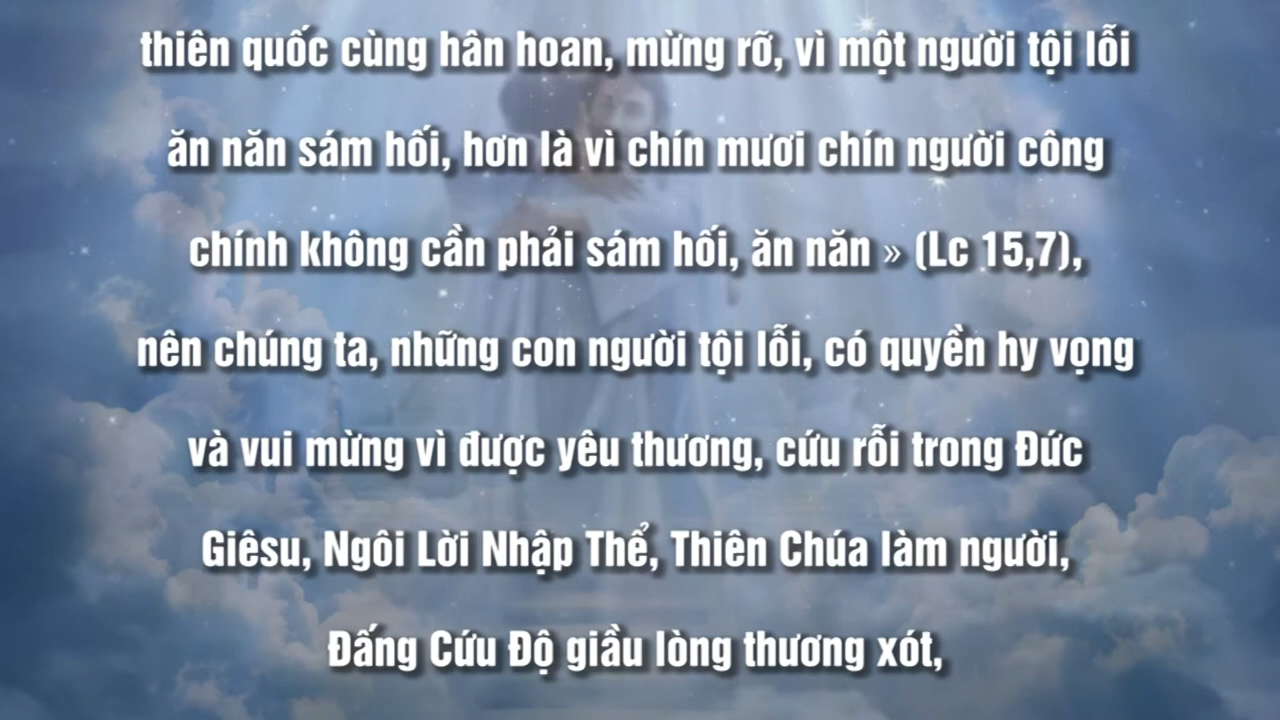 thiên quốc cùng hân hoan, mừng rỡ, vì một người tội lỗi
ăn năn sám hối, hơn là vì chín mươi chín người công
chính không cần phải sám hối, ăn năn » (Lc 15,7),
nên chúng ta, những con người tội lỗi, có quyền hy vọng
và vui mừng vì được yêu thương, cứu rỗi trong Đức
Giêsu, Ngôi Lời Nhập Thể, Thiên Chúa làm người,
Đấng Cứu Độ giầu lòng thương xót,